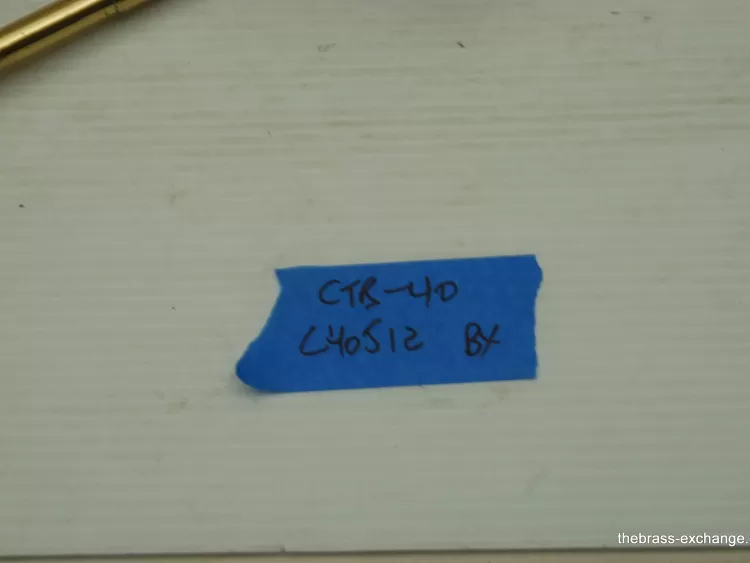 CTB-40
L40512 BX
thebrass-exchange.